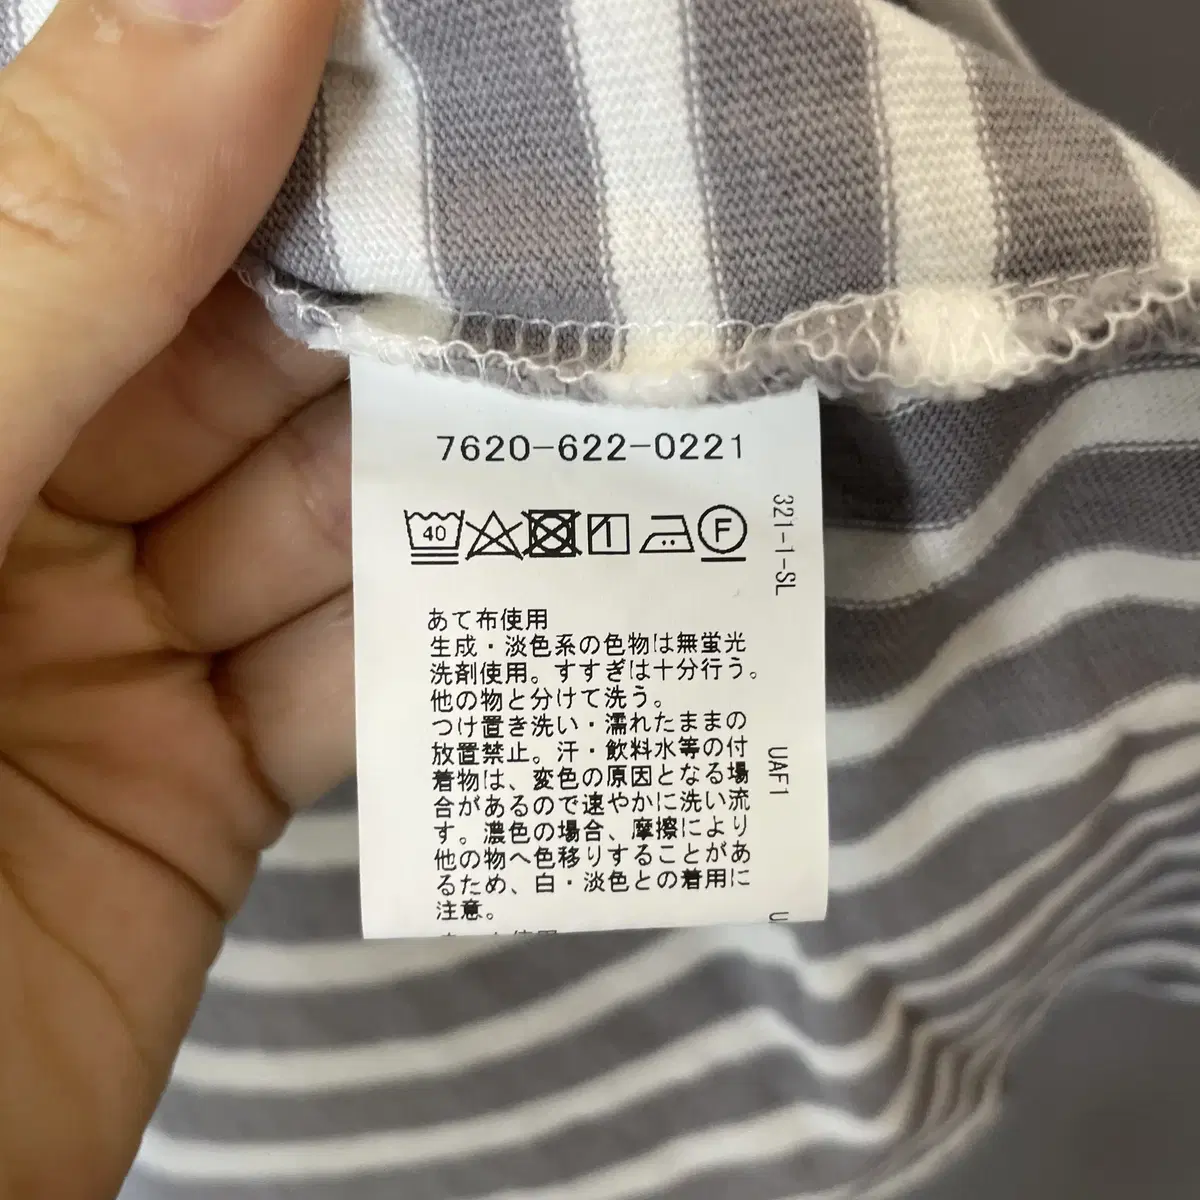 7620-622-0221
40
F
321-1-SL
あて布使用
生成・淡色系の色物は無蛍光
洗剤使用。すすぎは十分行う。
他の物と分けて洗う。
つけ置き洗い・濡れたままの
放置禁止。汗・飲料水等の付
着物は、変色の原因となる場
合があるので速やかに洗い流
す。濃色の場合、摩擦により
他の物へ色移りすることがあ
るため、白・淡色との着用に
注意。
UAF1